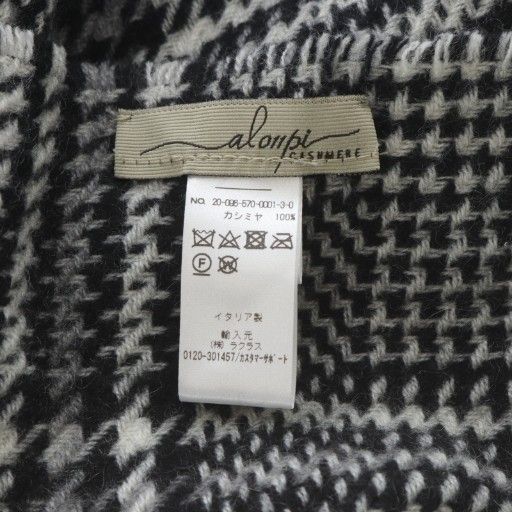 alonpi
CASHMERE
NO. 20-096-570-0001-3-0
カシミヤ 100%
F W
イタリア製
輸入元
(株) ラクラス
0120-301457/カスタマーサポート